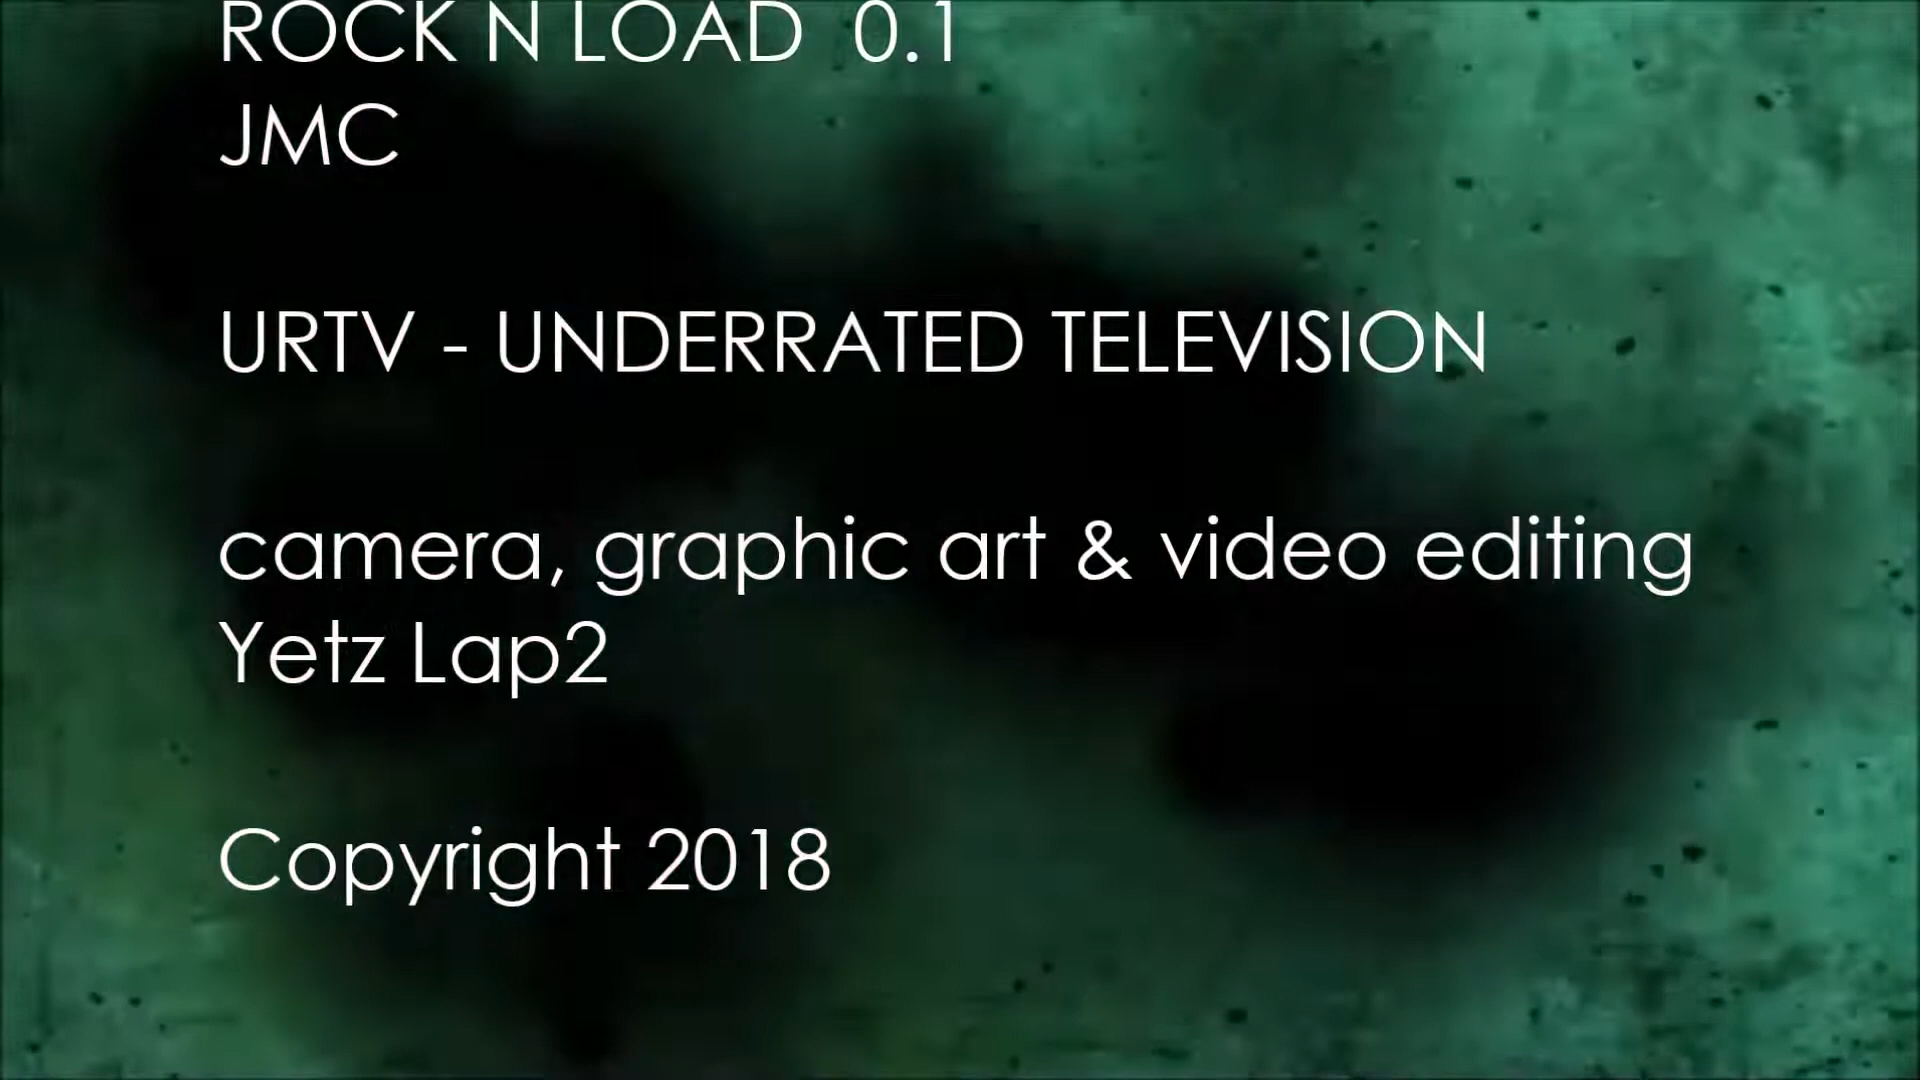 ROCK N LOAD 0.1
JMC
URTV - UNDERRATED TELEVISION
camera, graphic art & video editing
Yetz Lap2
Copyright 2018